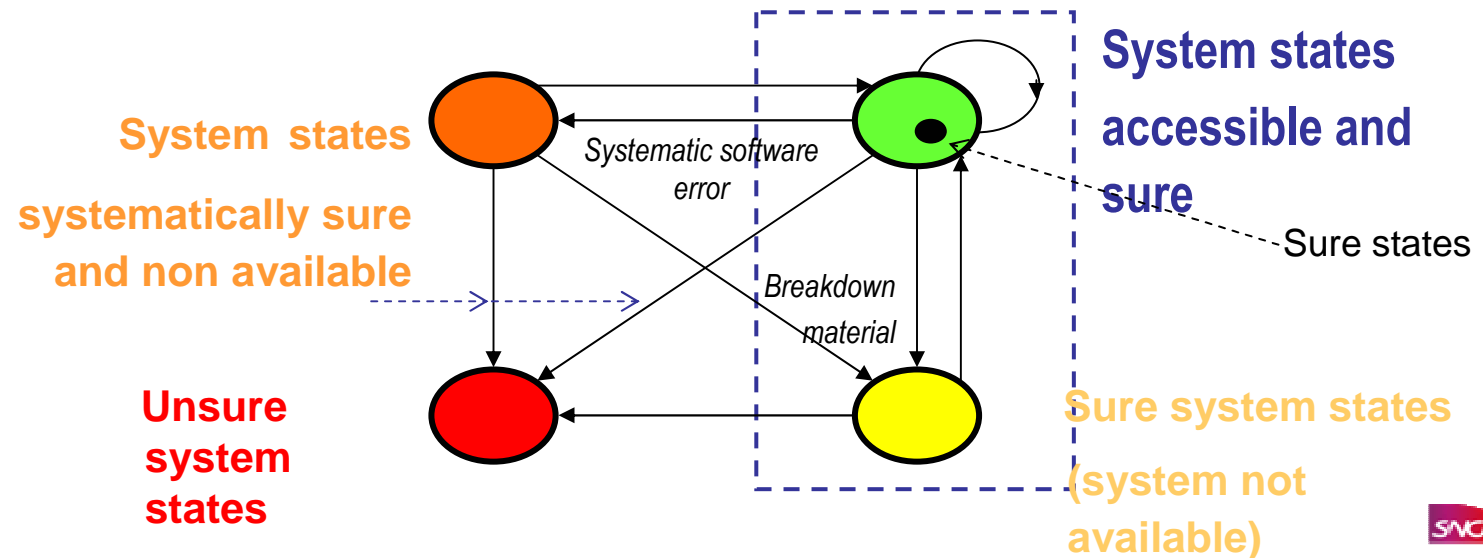 System states
systematically sure
and non available
Systematic software
error
System states
accessible and
sure
Sure states
Breakdown
material
Unsure
system
states
Sure system states
(system not
available)